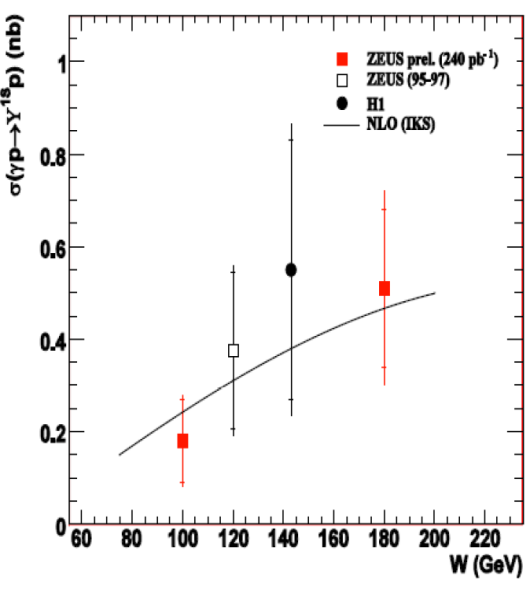 σ(γp→Υ¹ˢp) (nb)
ZEUS prel. (240 pb⁻¹)
ZEUS (95-97)
H1
NLO (IKS)
1
0.8
0.6
0.4
0.2
0
60 80 100 120 140 160 180 200 220
W (GeV)